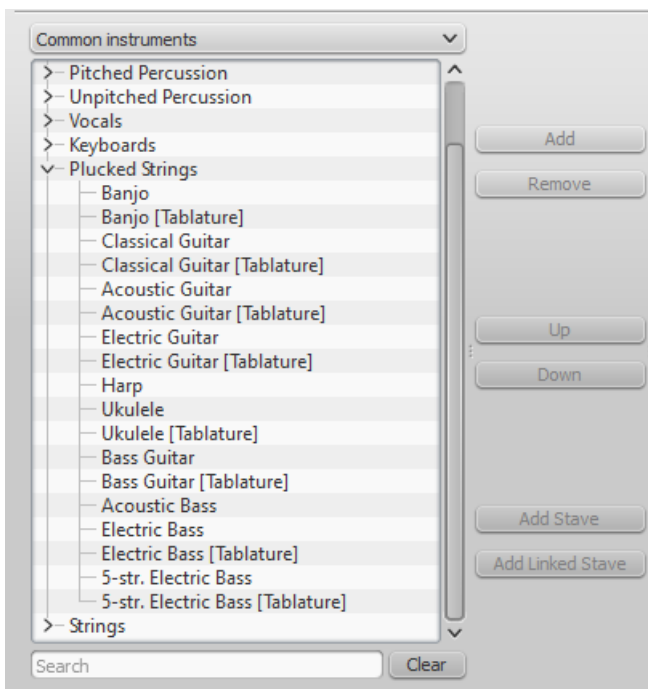 Common instruments
Pitched Percussion
Unpitched Percussion
Vocals
Keyboards
Plucked Strings
Banjo
Banjo [Tablature]
Classical Guitar
Classical Guitar [Tablature]
Acoustic Guitar
Acoustic Guitar [Tablature]
Electric Guitar
Electric Guitar [Tablature]
Harp
Ukulele
Ukulele [Tablature]
Bass Guitar
Bass Guitar [Tablature]
Acoustic Bass
Electric Bass
Electric Bass [Tablature]
5-str. Electric Bass
5-str. Electric Bass [Tablature]
Strings
Search
Clear
Add
Remove
Up
Down
Add Stave
Add Linked Stave